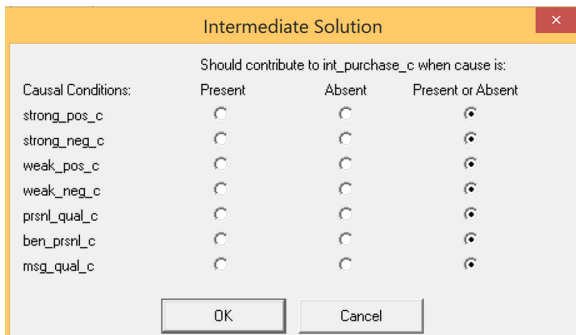 Intermediate Solution
×
Should contribute to int_purchase_c when cause is:
Causal Conditions: Present Absent Present or Absent
strong_pos_c
strong_neg_c
weak_pos_c
weak_neg_c
prsnl_qual_c
ben_prsnl_c
msg_qual_c
OK Cancel